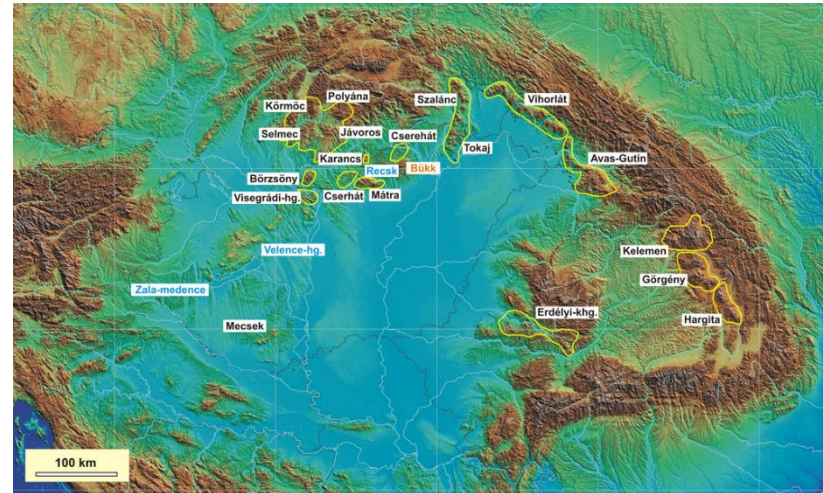 Polyána
Körmöc
Szalánc
Vihorlát
Selmec
Jávoros
Cserehát
Tokaj
Karancs
Recsk
Bükk
Avas-Gutin
Börzsöny
Visegrádi-hg.
Cserhát
Mátra
Velence-hg.
Kelemen
Görgény
Zala-medence
Erdélyi-khg.
Hargita
Mecsek
100 km